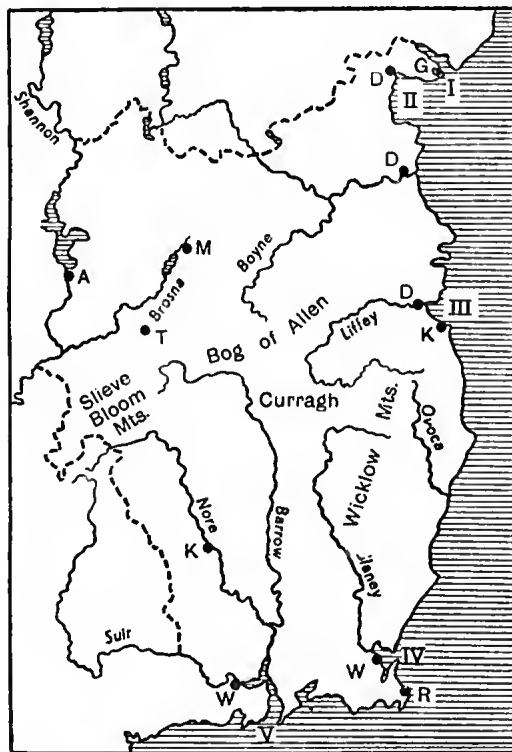 G
D
I
II
Shannon
D
M
Boyne
A
Brosna
D
III
T
Liffey
K
Bog of Allen
Slieve
Bloom
Mts.
Curragh
Mts.
Ovoca
Wicklow
Nore
Barrow
Slaney
K
Suir
W
IV
W
R
V